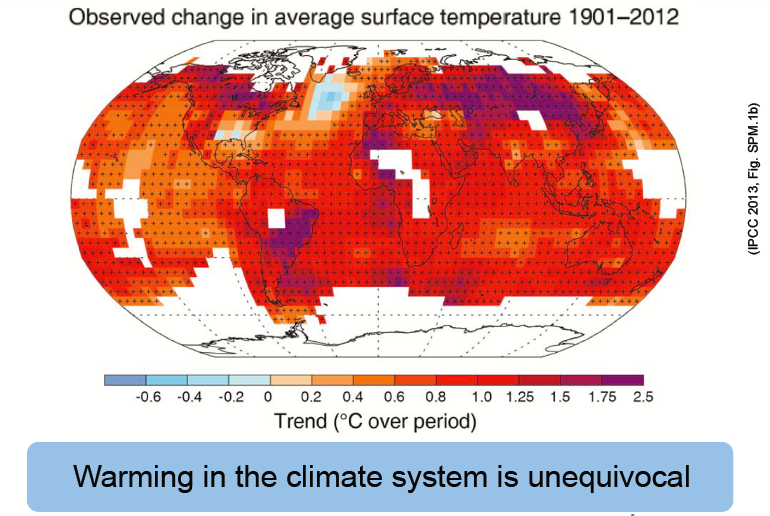 Observed change in average surface temperature 1901–2012
(IPCC 2013, Fig. SPM.1b)
-0.6 -0.4 -0.2 0 0.2 0.4 0.6 0.8 1.0 1.25 1.5 1.75 2.5
Trend (°C over period)
Warming in the climate system is unequivocal